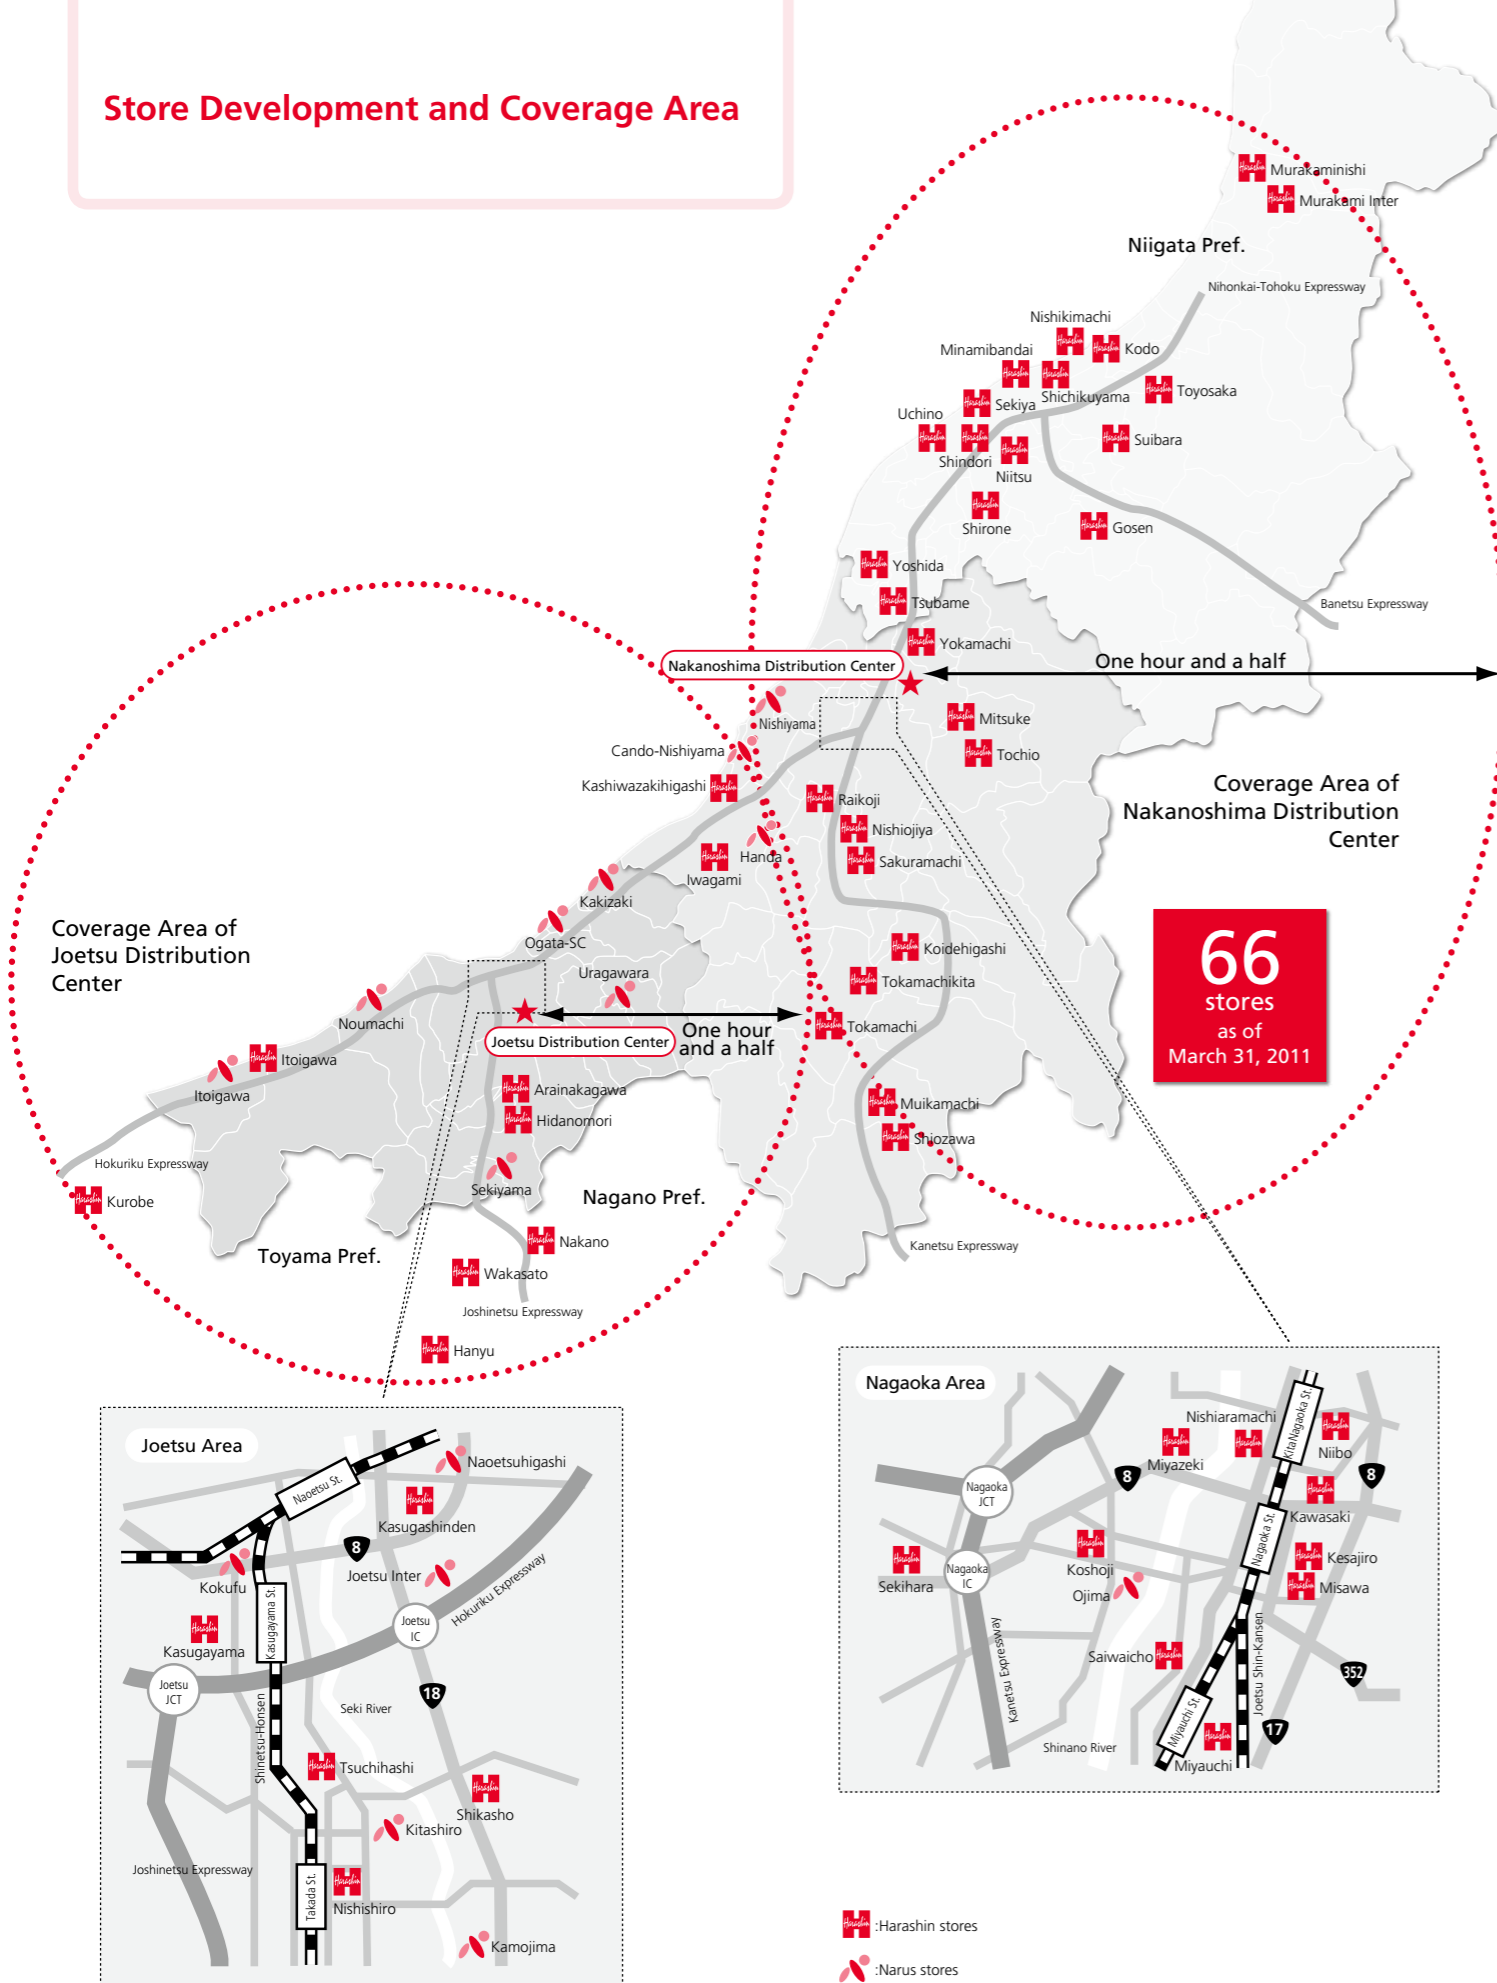 Store Development and Coverage Area
Murakaminishi
Murakami Inter
Niigata Pref.
Nihonkai-Tohoku Expressway
Nishikimachi
Kodo
Minamibandai
Shichikuyama
Toyosaka
Sekiya
Uchino
Shindori
Suibara
Niitsu
Shirone
Gosen
Yoshida
Tsubame
Banetsu Expressway
Yokamachi
Nakanoshima Distribution Center
One hour and a half
Nishiyama
Mitsuke
Cando-Nishiyama
Tochio
Kashiwazakihigashi
Raikoji
Coverage Area of
Nakanoshima Distribution
Center
Nishiojiya
Handa
Sakuramachi
Iwagami
Kakizaki
Coverage Area of
Joetsu Distribution
Center
Ogata-SC
Koidehigashi
Uragawara
Tokamachikita
66
stores
as of
March 31, 2011
Noumachi
Tokamachi
One hour
and a half
Joetsu Distribution Center
Itoigawa
Itoigawa
Arainakagawa
Muikamachi
Hidanomori
Shiozawa
Hokuriku Expressway
Sekiyama
Kurobe
Nagano Pref.
Nakano
Kanetsu Expressway
Toyama Pref.
Wakasato
Joshinetsu Expressway
Hanyu
Joetsu Area
Naoetsuhigashi
Naoetsu St.
Kasugashinden
8
Joetsu Inter
Hokuriku Expressway
Kokufu
Kasugayama St.
Joetsu
IC
Kasugayama
Joetsu
JCT
18
Seki River
Shinetsu-Honsen
Tsuchihashi
Shikasho
Kitashiro
Joshinetsu Expressway
Takada St.
Nishishiro
Kamojima
Nagaoka Area
KitaNagaoka St.
Nishiaramachi
Niibo
Miyazeki
8
8
Nagaoka
JCT
Kawasaki
Nagaoka St.
Koshoji
Kesajiro
Sekihara
Nagaoka
IC
Ojima
Misawa
Kanetsu Expressway
Saiwaicho
Joetsu Shin-Kansen
352
Miyauchi St.
17
Shinano River
Miyauchi
Harashin :Harashin stores
:Narus stores